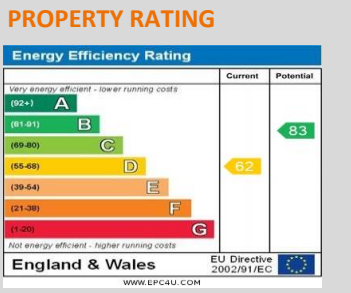 PROPERTY RATING
Energy Efficiency Rating
Current Potential
Very energy efficient - lower running costs
(92+) A
(81-91) B
83
(69-80) C
(55-68) D
62
(39-54) E
(21-38) F
(1-20) G
Not energy efficient - higher running costs
England & Wales
EU Directive
2002/91/EC
WWW.EPC4U.COM